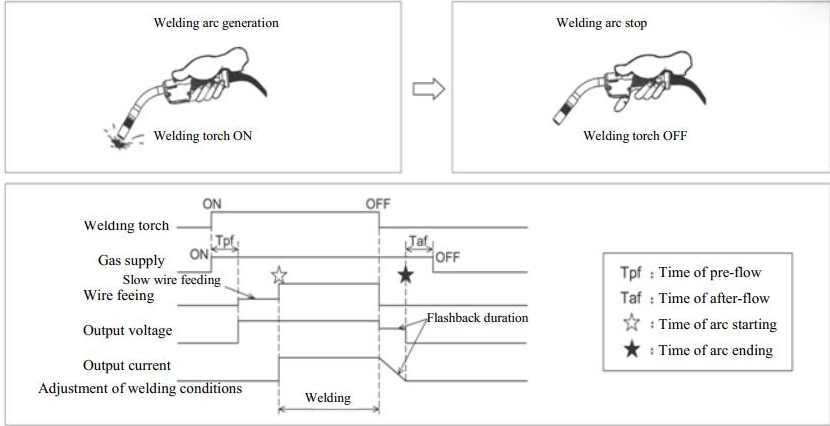 Welding arc generation
Welding torch ON
Welding arc stop
Welding torch OFF
ON
OFF
Welding torch
Tpf
Taf
Gas supply
ON
OFF
Slow wire feeding
Wire feeing
Output voltage
Flashback duration
Output current
Adjustment of welding conditions
Welding
Tpf : Time of pre-flow
Taf : Time of after-flow
☆ : Time of arc starting
★ : Time of arc ending